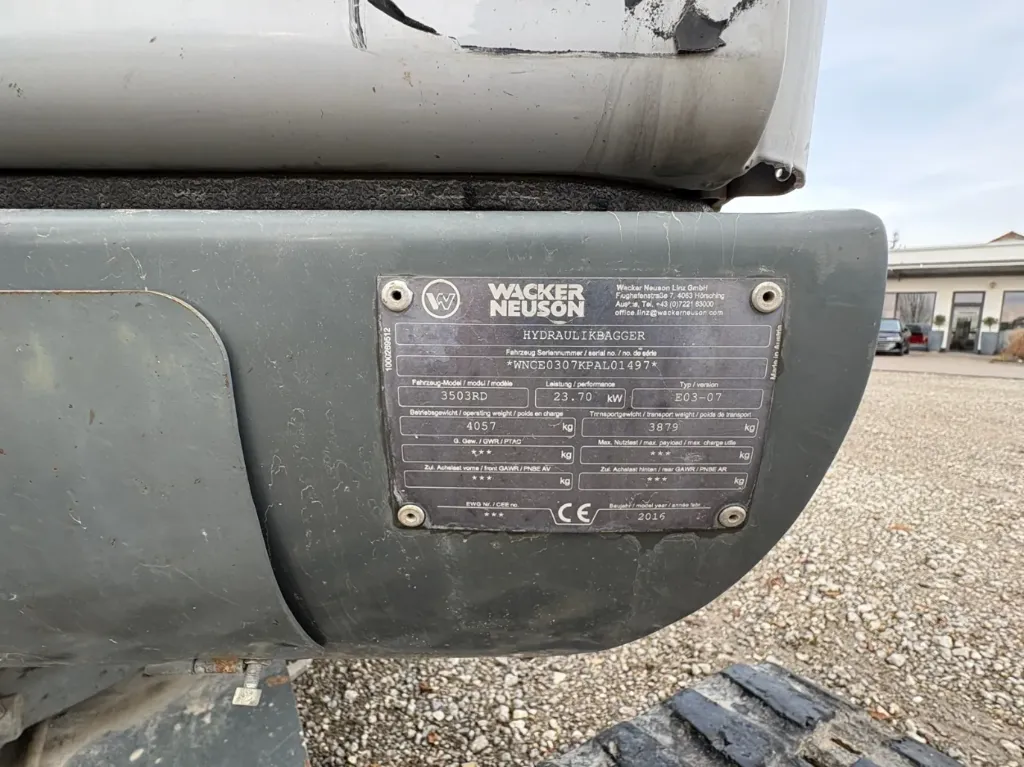 WACKER
NEUSON
Wacker Neuson Linz GmbH
Flughafenstraße 7, 4063 Hörsching
Austria, Tel. +43 (0)7221 63000
office.linz@wackerneuson.com
HYDRAULIKBAGGER
Fahrzeug Seriennummer / serial no. / no. de série
*WNCE0307KPAL01497*
Fahrzeug-Model / modul / modèle
Leistung / performance
Typ / version
3503RD
23.70 kW
E03-07
Betriebsgewicht / operating weight / poids en charge
Transportgewicht / transport weight / poids de transport
4057 kg
3879 kg
G. Gew. / GWR / PTAC
Max. Nutzlast / max. payload / max. charge utile
*** kg
*** kg
Zul. Achslast vorne / front GAWR / PNBE AV
Zul. Achslast hinten / rear GAWR / PNBE AR
*** kg
*** kg
EWG Nr. / CEE no.
***
CE
Baujahr / model year / année fabr.
2016
1000269512
Made in Austria